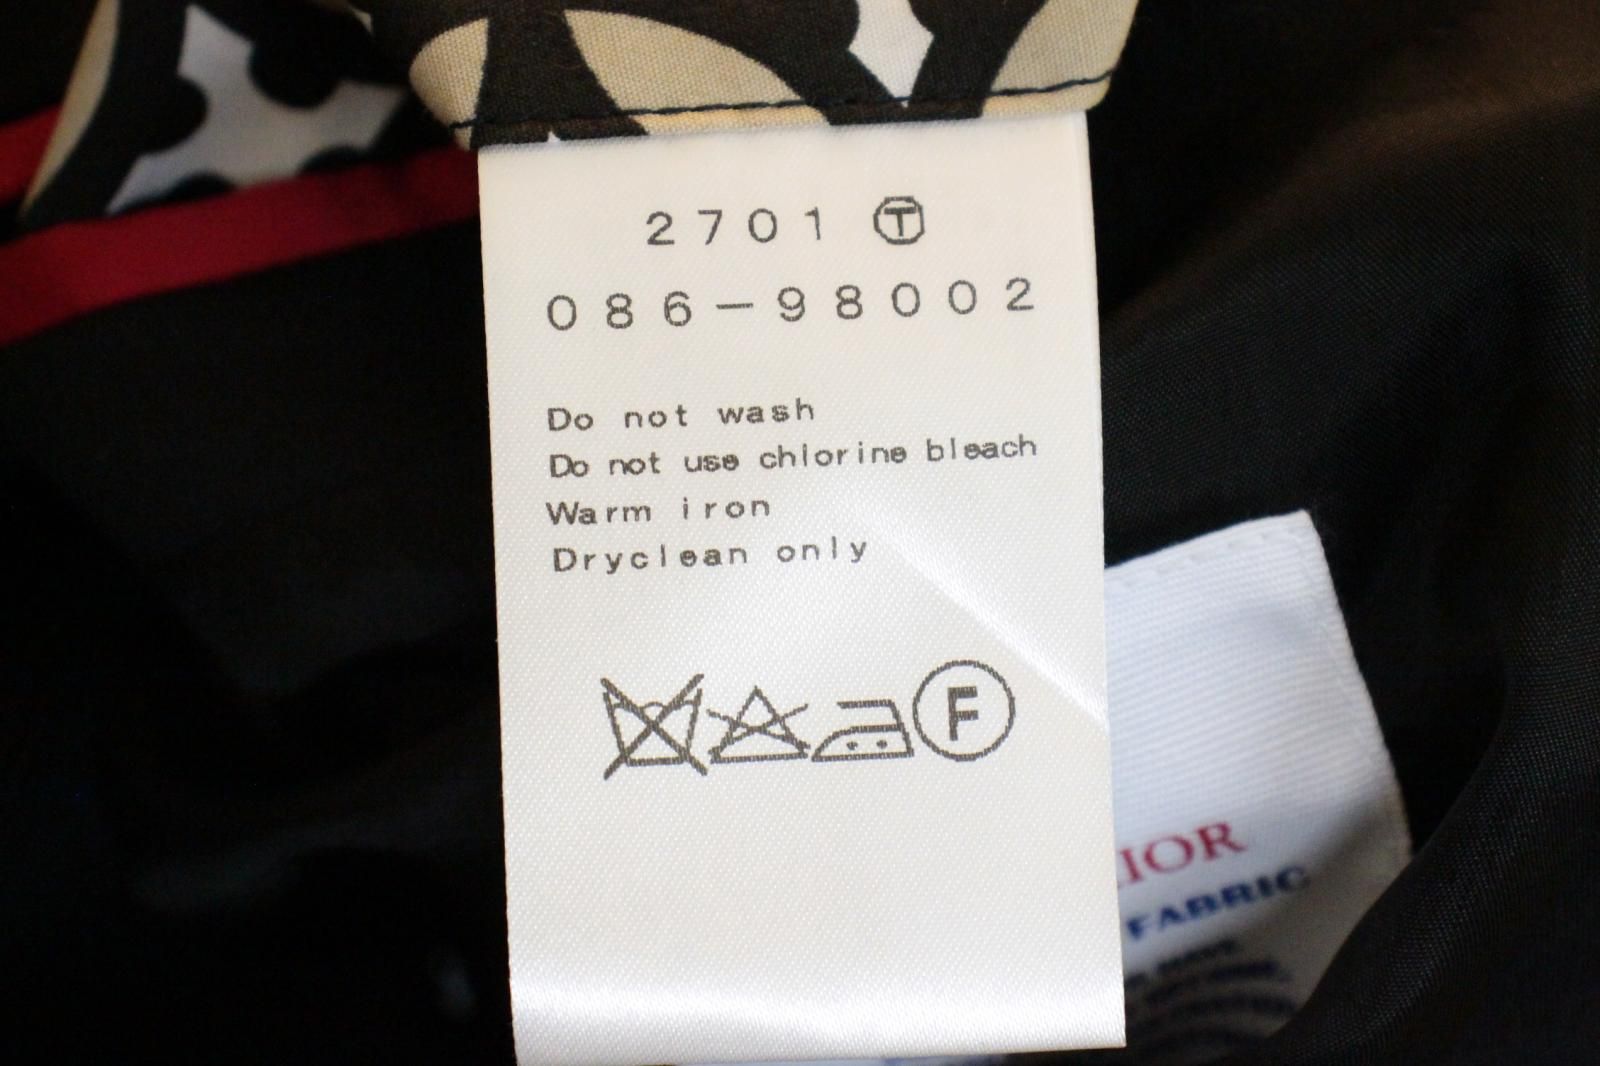 2701 Ⓣ
086-98002
Do not wash
Do not use chlorine bleach
Warm iron
Dryclean only
F
IOR
FABRIC